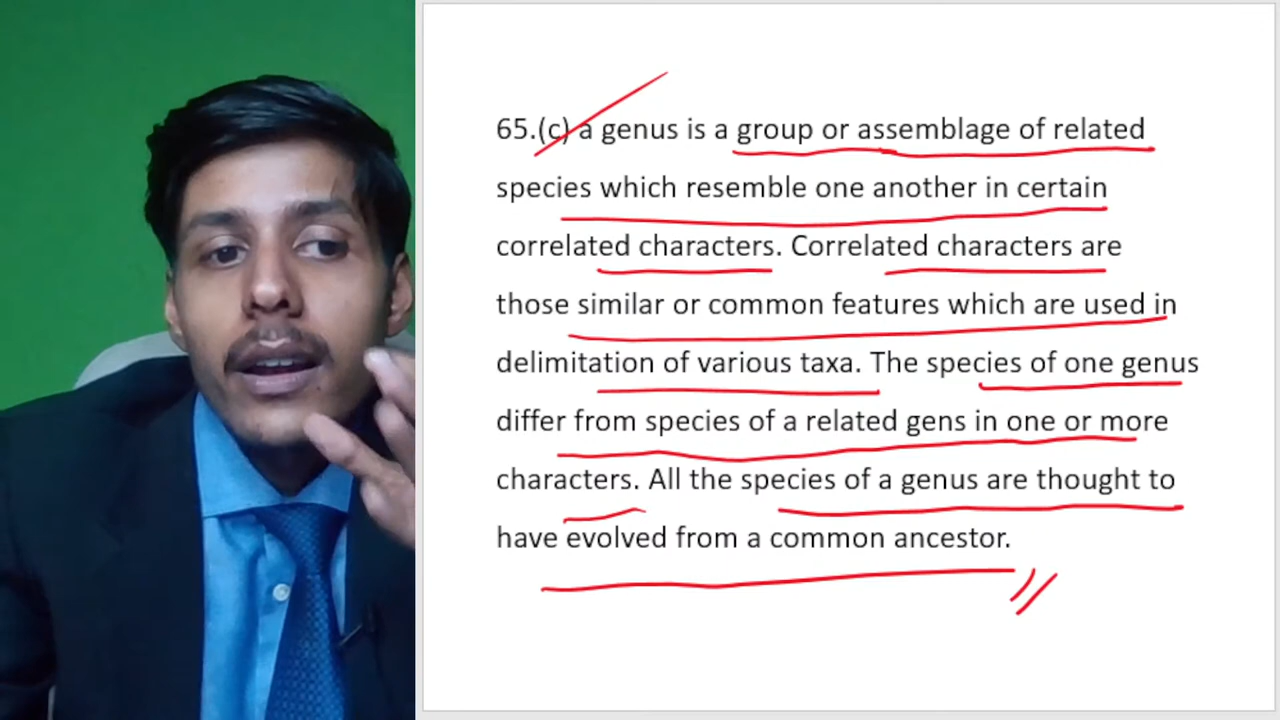 65.(c) a genus is a group or assemblage of related
species which resemble one another in certain
correlated characters. Correlated characters are
those similar or common features which are used in
delimitation of various taxa. The species of one genus
differ from species of a related gens in one or more
characters. All the species of a genus are thought to
have evolved from a common ancestor.